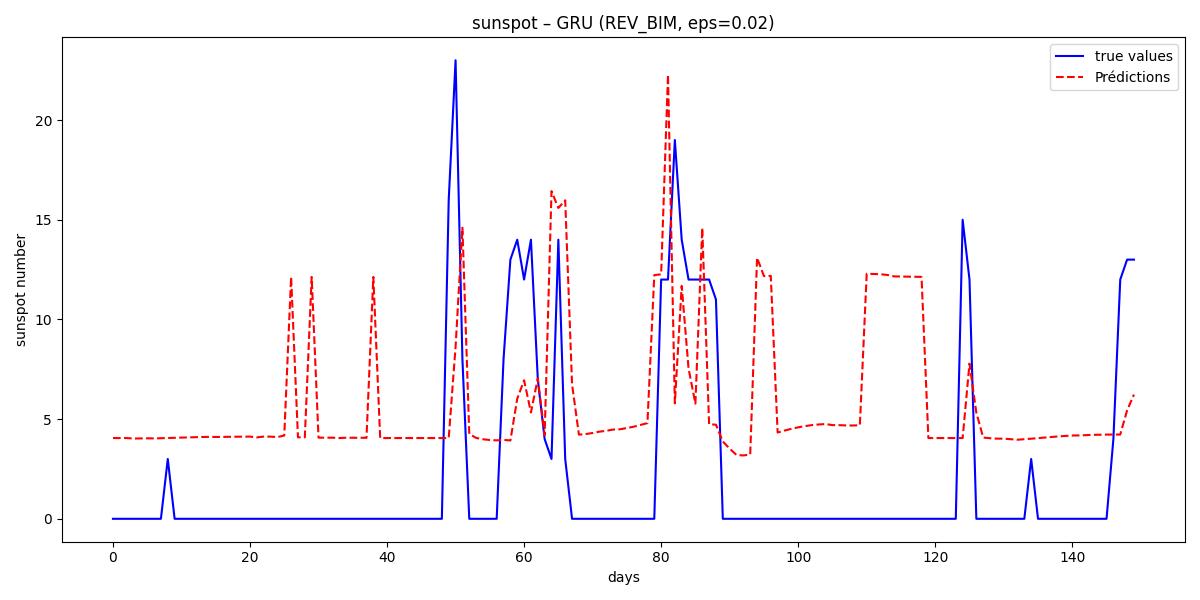 sunspot – GRU (REV_BIM, eps=0.02)
true values
Prédictions
sunspot number
20
15
10
5
0
0 20 40 60 80 100 120 140
days